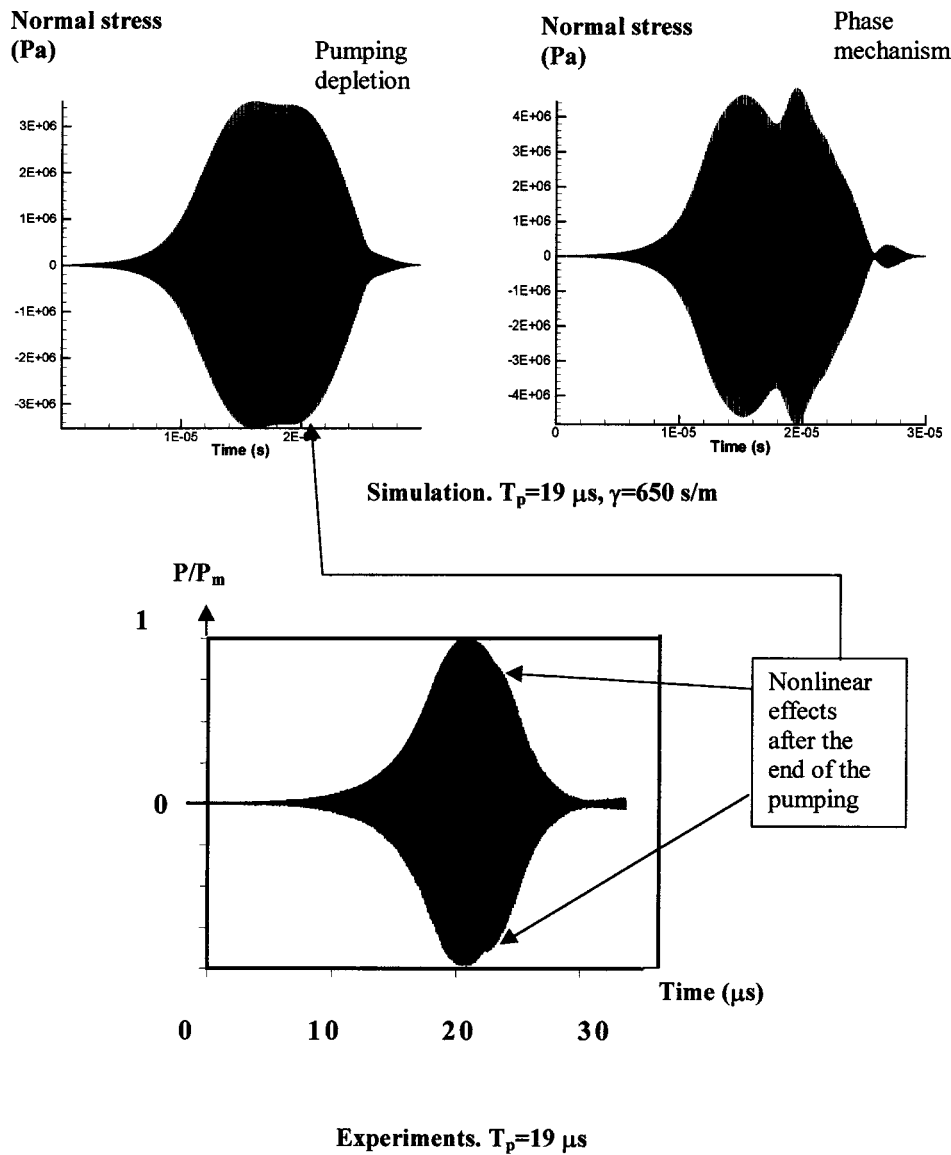 Normal stress
(Pa)
Pumping
depletion
3E+06
2E+06
1E+06
0
-1E+06
-2E+06
-3E+06
1E-05
Time (s)
Normal stress
(Pa)
Phase
mechanism
4E+06
3E+06
2E+06
1E+06
0
-1E+06
-2E+06
-3E+06
-4E+06
0
1E-05
2E-05
3E-05
Time (s)
Simulation. Tp=19 μs, γ=650 s/m
P/Pm
1
0
Nonlinear
effects
after the
end of the
pumping
Time (μs)
0 10 20 30
Experiments. Tp=19 μs